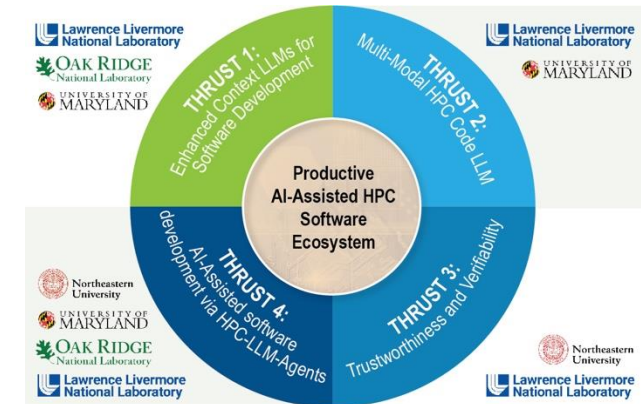 Lawrence Livermore
National Laboratory
OAK RIDGE
National Laboratory
UNIVERSITY OF
MARYLAND
THRUST 1:
Enhanced Context LLMs for
Software Development
THRUST 2:
Multi-Modal HPC Code LLM
Lawrence Livermore
National Laboratory
UNIVERSITY OF
MARYLAND
Productive
AI-Assisted HPC
Software
Ecosystem
Northeastern
University
UNIVERSITY OF
MARYLAND
OAK RIDGE
National Laboratory
Lawrence Livermore
National Laboratory
THRUST 4:
AI-Assisted software
development via HPC-LLM-Agents
THRUST 3:
Trustworthiness and Verifiability
Northeastern
University
Lawrence Livermore
National Laboratory